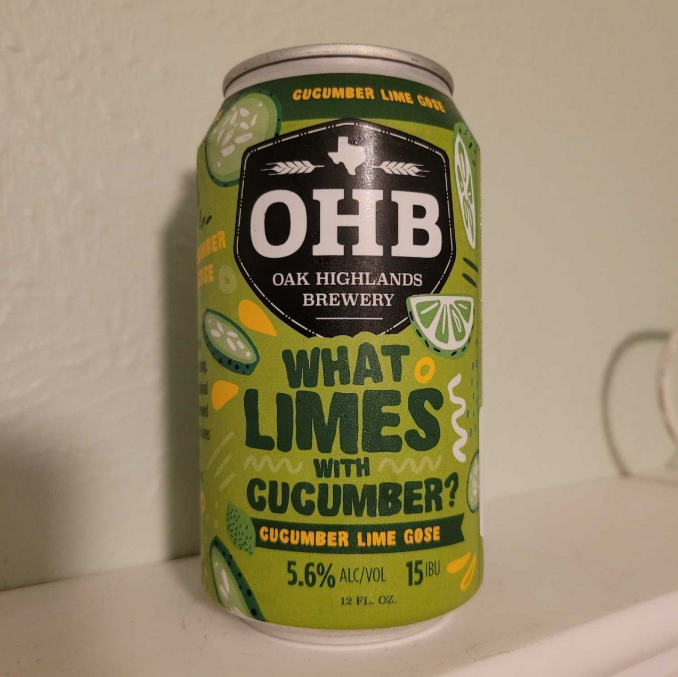 CUCUMBER LIME GOSE
OHB
OAK HIGHLANDS
BREWERY
WHAT
LIMES
WITH
CUCUMBER?
CUCUMBER LIME GOSE
5.6% ALC/VOL 15 IBU
12 FL. OZ.